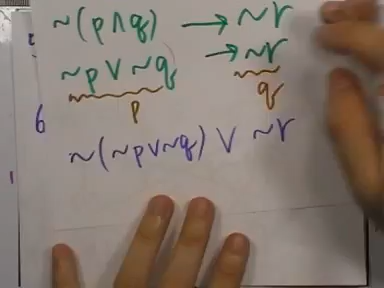 ~(p∧q) → ~r
~p∨~q → ~r
p q
6
~(~p∨~q) ∨ ~r